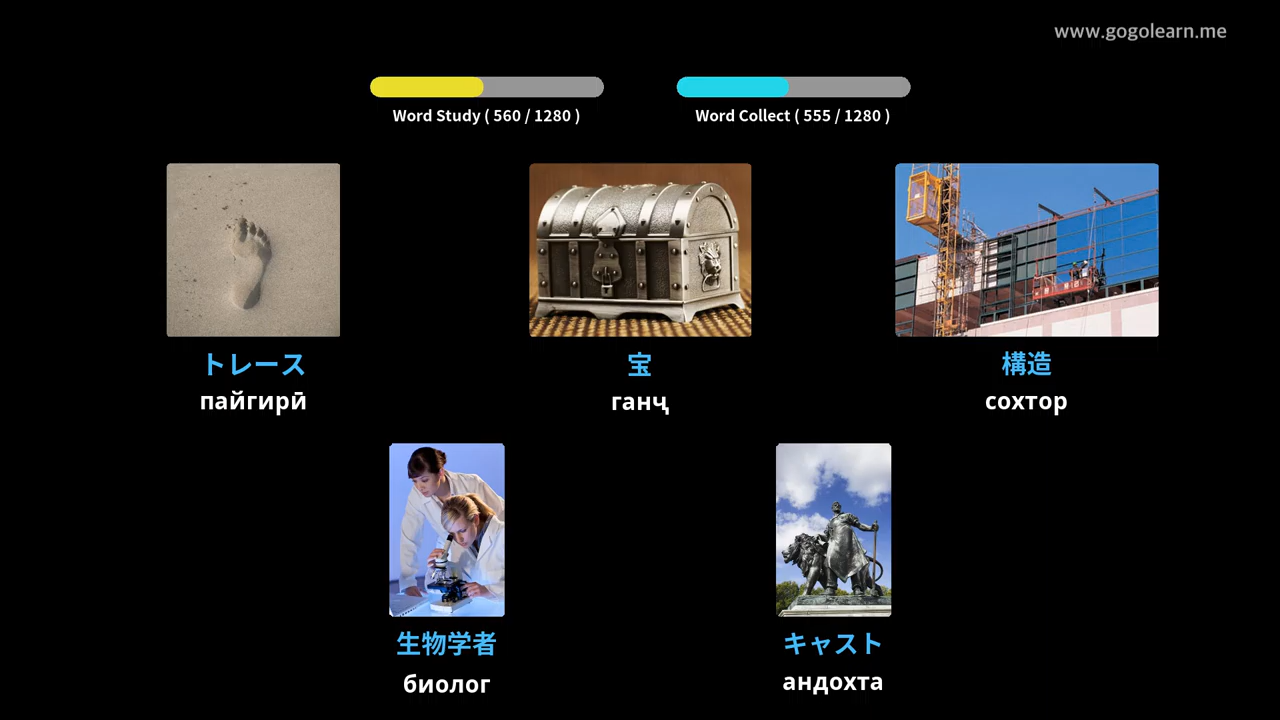 www.gogolearn.me
Word Study ( 560 / 1280 )
Word Collect ( 555 / 1280 )
トレース
宝
構造
пайгирӣ
ганҷ
сохтор
生物学者
キャスト
биолог
андохта